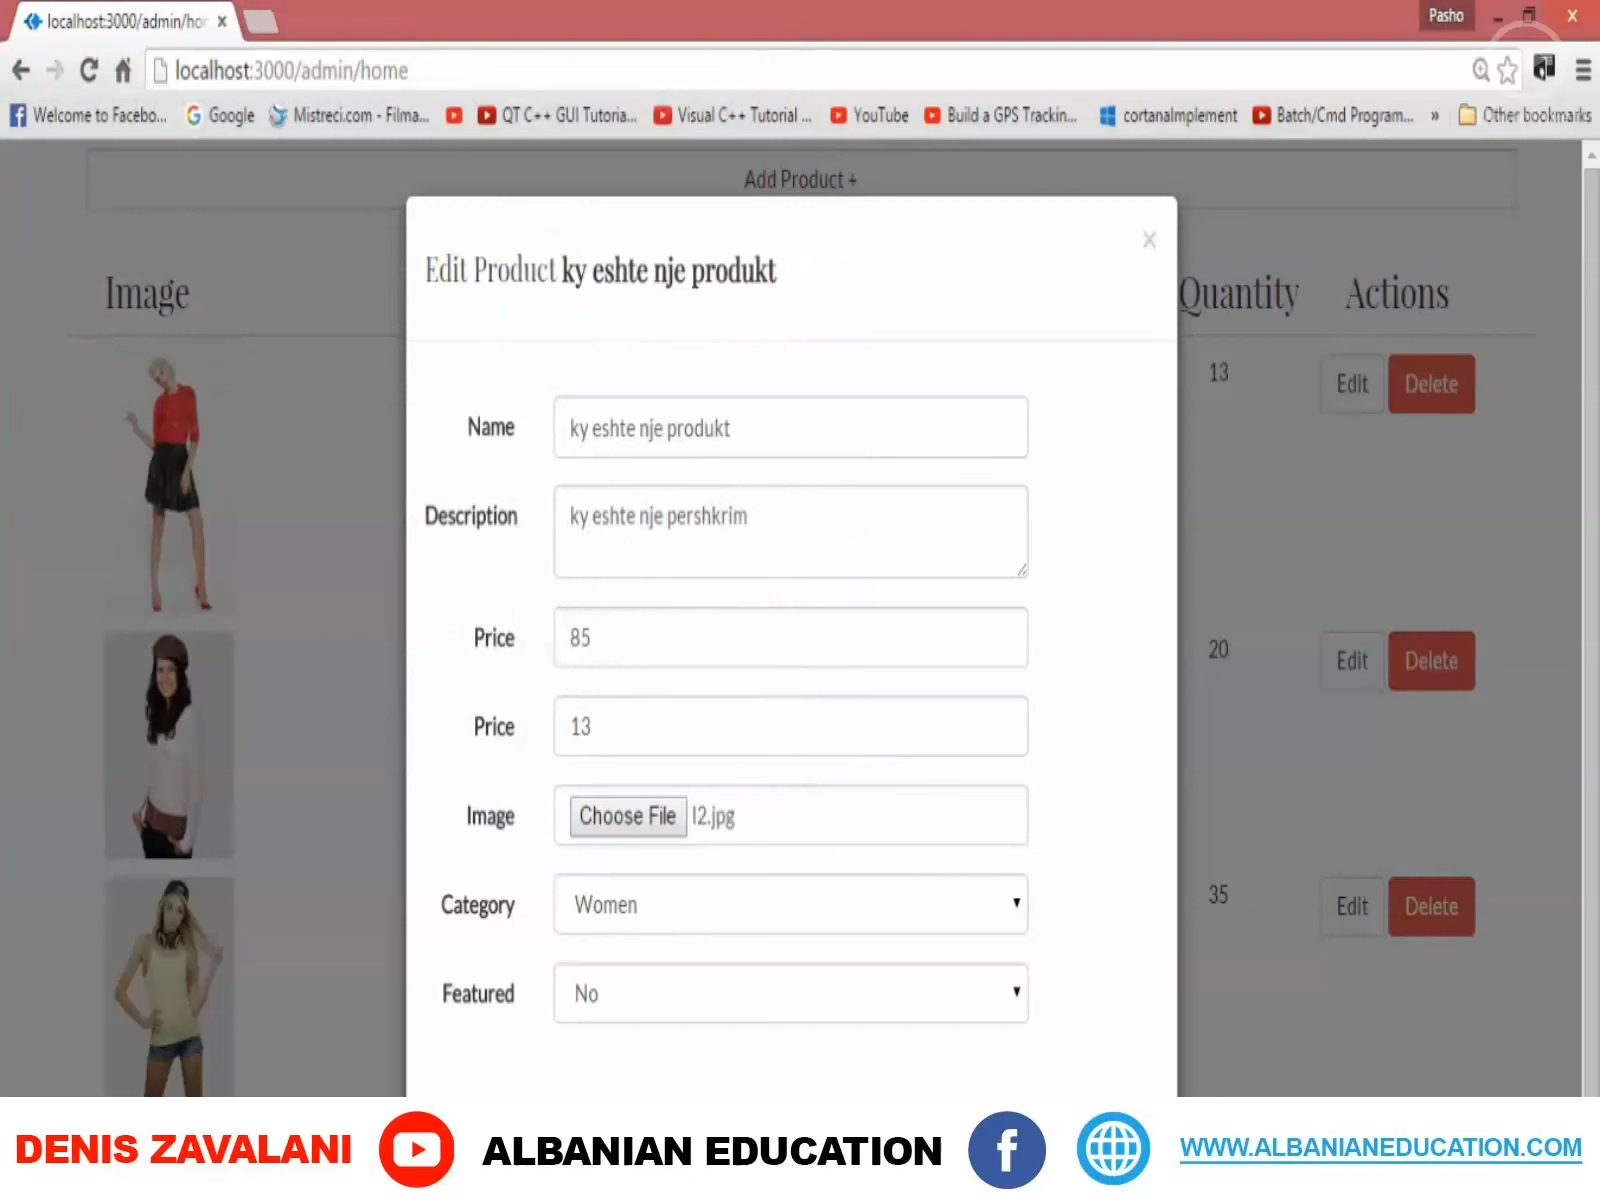 localhost:3000/admin/hor
Pasho
localhost:3000/admin/home
Welcome to Facebo... Google Mistreci.com - Filma... QT C++ GUI Tutoria... Visual C++ Tutorial ... YouTube Build a GPS Trackin... cortanaImplement Batch/Cmd Program... » Other bookmarks
Add Product +
Edit Product ky eshte nje produkt
×
Image Quantity Actions
13 Edit Delete
Name ky eshte nje produkt
Description ky eshte nje pershkrim
Price 85
20 Edit Delete
Price 13
Image Choose File l2.jpg
Category Women
35 Edit Delete
Featured No
DENIS ZAVALANI ALBANIAN EDUCATION f WWW.ALBANIANEDUCATION.COM